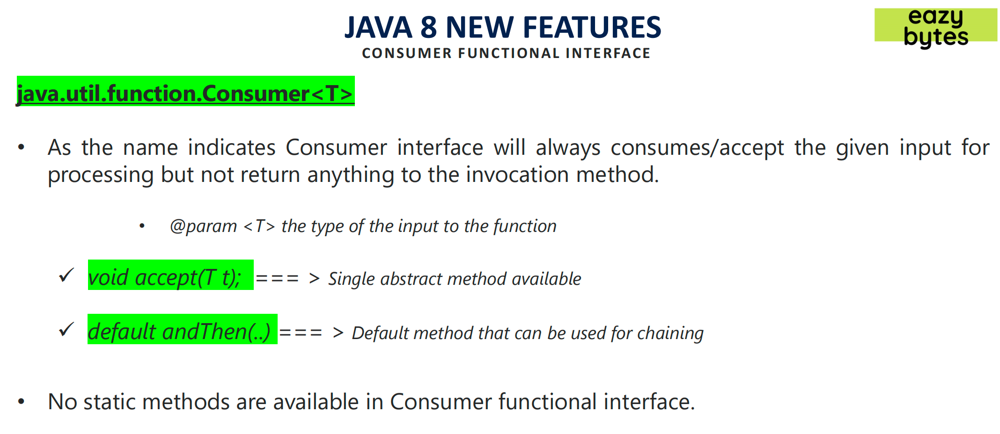 JAVA 8 NEW FEATURES
CONSUMER FUNCTIONAL INTERFACE
eazy
bytes
java.util.function.Consumer<T>
• As the name indicates Consumer interface will always consumes/accept the given input for
processing but not return anything to the invocation method.
• @param <T> the type of the input to the function
✓ void accept(T t); === > Single abstract method available
✓ default andThen(..) === > Default method that can be used for chaining
• No static methods are available in Consumer functional interface.